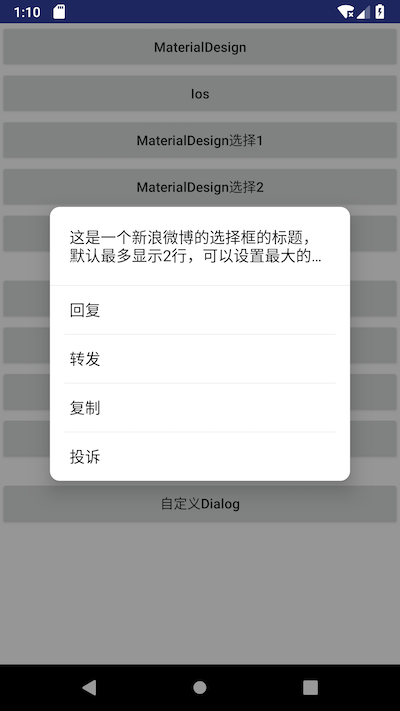 1:10
MaterialDesign
Ios
MaterialDesign选择1
MaterialDesign选择2
这是一个新浪微博的选择框的标题，
默认最多显示2行，可以设置最大的...
回复
转发
复制
投诉
自定义Dialog